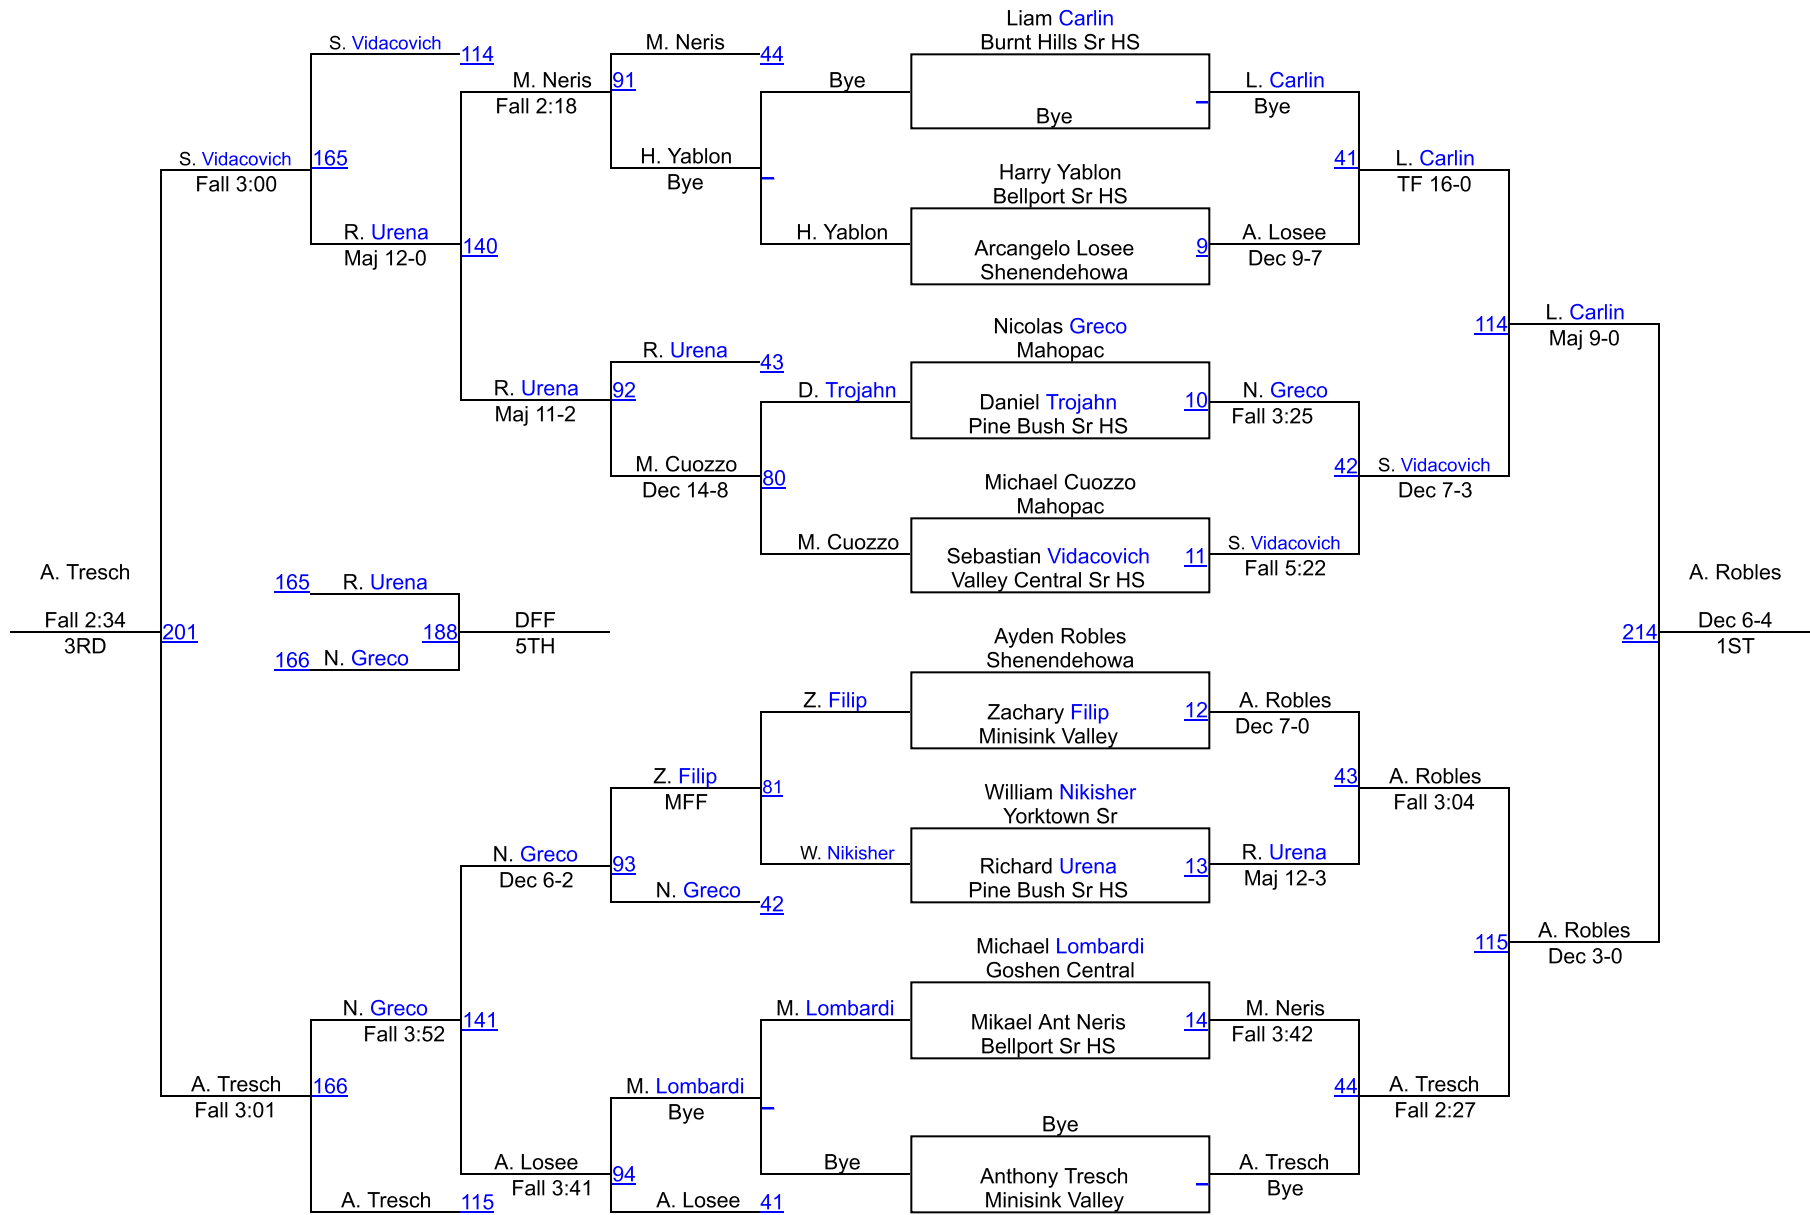 Liam Carlin
Burnt Hills Sr HS
S. Vidacovich
114
M. Neris
44
M. Neris
91
Fall 2:18
Bye
Bye
L. Carlin
Bye
S. Vidacovich
165
Fall 3:00
H. Yablon
Bye
Harry Yablon
Bellport Sr HS
41
L. Carlin
TF 16-0
R. Urena
Maj 12-0
140
H. Yablon
Arcangelo Losee
Shenendehowa
9
A. Losee
Dec 9-7
Nicolas Greco
Mahopac
114
L. Carlin
Maj 9-0
R. Urena
43
R. Urena
92
Maj 11-2
D. Trojahn
Daniel Trojahn
Pine Bush Sr HS
10
N. Greco
Fall 3:25
M. Cuozzo
80
Dec 14-8
Michael Cuozzo
Mahopac
42
S. Vidacovich
Dec 7-3
M. Cuozzo
Sebastian Vidacovich
Valley Central Sr HS
11
S. Vidacovich
Fall 5:22
A. Tresch
Fall 2:34
3RD
201
165
R. Urena
188
166
N. Greco
DFF
5TH
Ayden Robles
Shenendehowa
A. Robles
214
Dec 6-4
1ST
Z. Filip
Zachary Filip
Minisink Valley
12
A. Robles
Dec 7-0
Z. Filip
MFF
81
William Nikisher
Yorktown Sr
43
A. Robles
Fall 3:04
N. Greco
Dec 6-2
93
W. Nikisher
Richard Urena
Pine Bush Sr HS
13
R. Urena
Maj 12-3
N. Greco
42
Michael Lombardi
Goshen Central
115
A. Robles
Dec 3-0
N. Greco
Fall 3:52
141
M. Lombardi
Mikael Ant Neris
Bellport Sr HS
14
M. Neris
Fall 3:42
A. Tresch
Fall 3:01
166
M. Lombardi
Bye
Bye
44
A. Tresch
Fall 2:27
A. Losee
Fall 3:41
94
Bye
Anthony Tresch
Minisink Valley
A. Tresch
Bye
A. Tresch
115
A. Losee
41